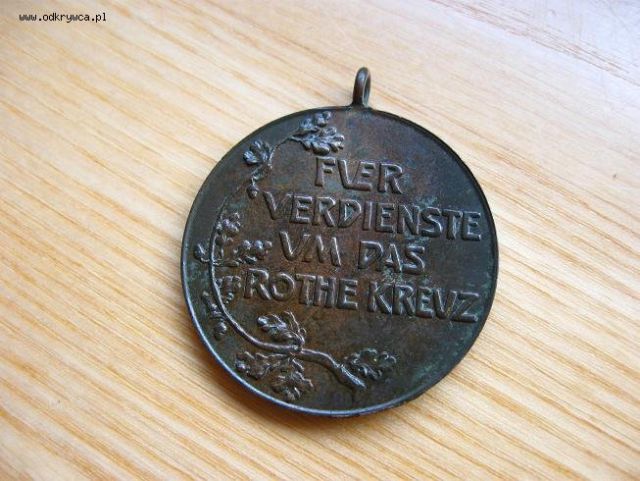 www.odkrywca.pl
FVER
VERDIENSTE
VM DAS
ROTHE KREVZ